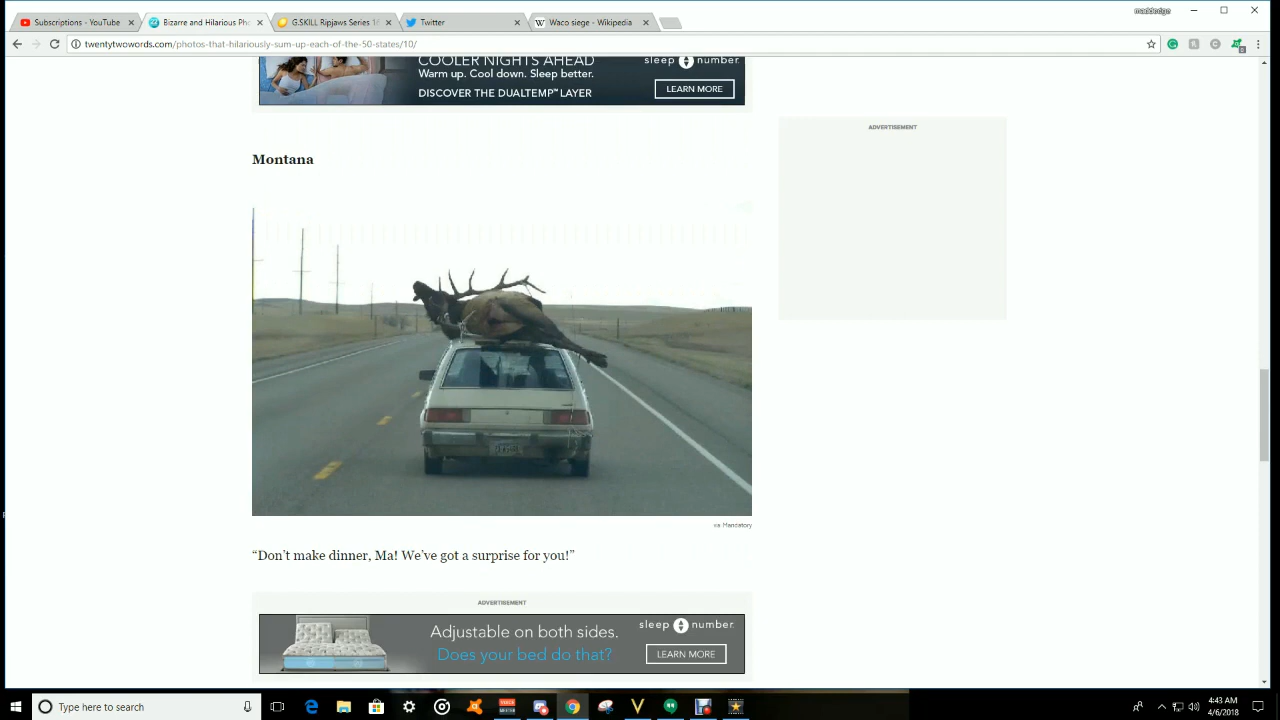 maddodge
Subscriptions - YouTube
Bizarre and Hilarious Ph
G.SKILL Ripjaws Series 1
Twitter
Waco siege - Wikipedia
twentytwowords.com/photos-that-hilariously-sum-up-each-of-the-50-states/10/
COOLER NIGHTS AHEAD
Warm up. Cool down. Sleep better.
DISCOVER THE DUALTEMP™ LAYER
sleep number.
LEARN MORE
ADVERTISEMENT
Montana
via Mandatory
“Don’t make dinner, Ma! We’ve got a surprise for you!”
ADVERTISEMENT
Adjustable on both sides.
Does your bed do that?
sleep number.
LEARN MORE
Type here to search
4:43 AM
4/6/2018